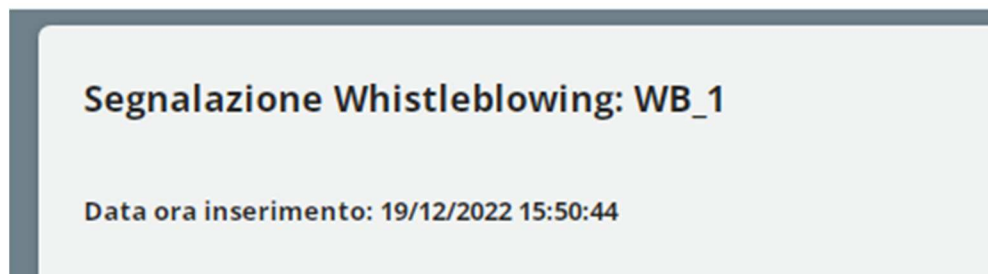 Segnalazione Whistleblowing: WB_1
Data ora inserimento: 19/12/2022 15:50:44